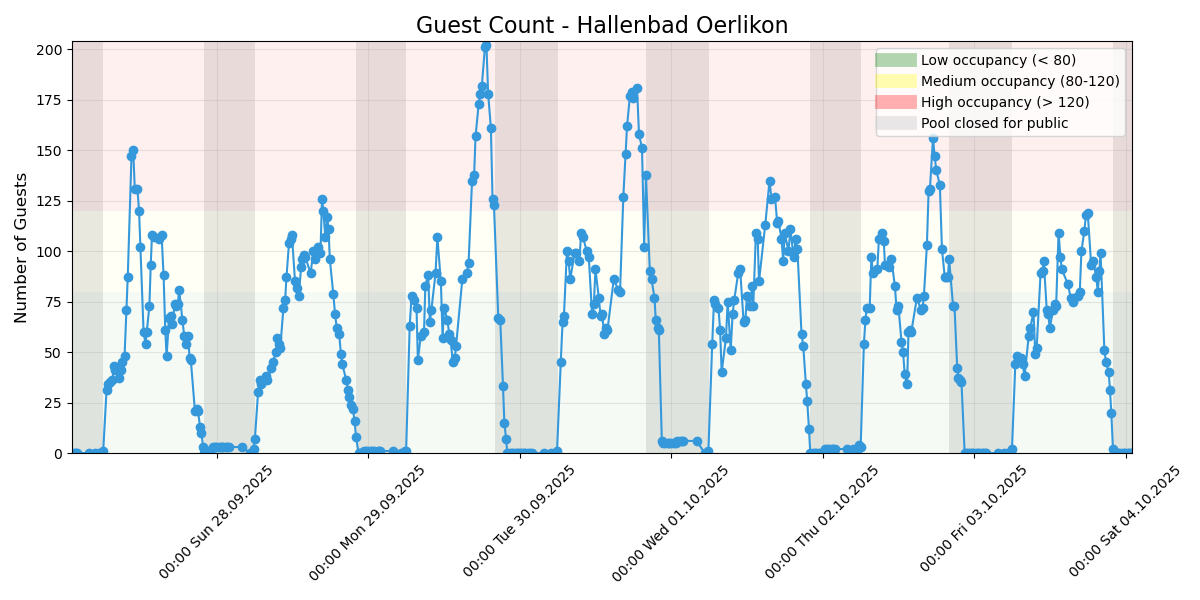 Guest Count - Hallenbad Oerlikon
Number of Guests
200
175
150
125
100
75
50
25
0
Low occupancy (< 80)
Medium occupancy (80-120)
High occupancy (> 120)
Pool closed for public
00:00 Sun 28.09.2025
00:00 Mon 29.09.2025
00:00 Tue 30.09.2025
00:00 Wed 01.10.2025
00:00 Thu 02.10.2025
00:00 Fri 03.10.2025
00:00 Sat 04.10.2025